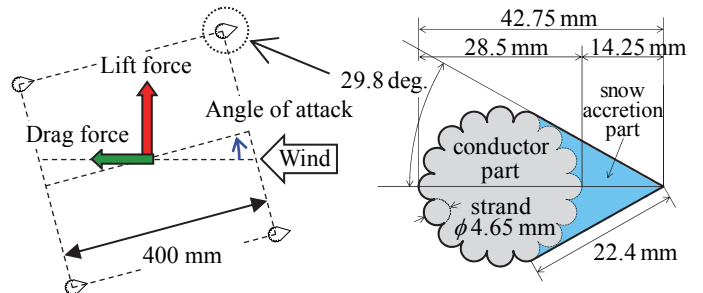 Lift force
Angle of attack
Drag force
Wind
400 mm
42.75 mm
28.5 mm
14.25 mm
29.8 deg.
snow
accretion
part
conductor
part
strand
ϕ4.65 mm
22.4 mm